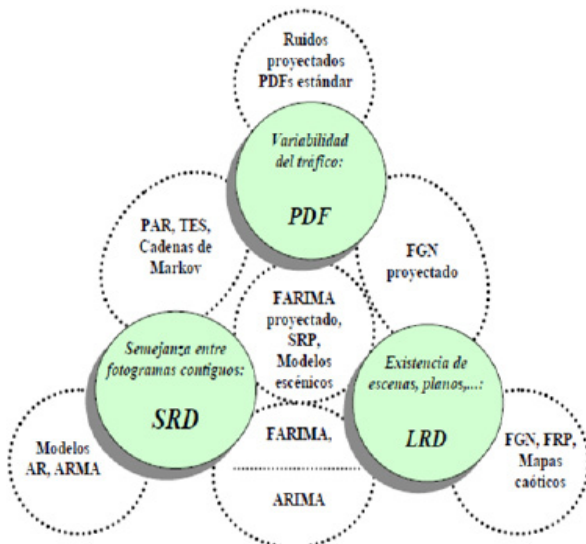 Ruidos
proyectados
PDFs estándar
Variabilidad
del tráfico:
PDF
PAR, TES,
Cadenas de
Markov
FGN
proyectado
FARIMA
proyectado,
SRP,
Modelos
escénicos
Semejanza entre
fotogramas contiguos:
SRD
Existencia de
escenas, planos,...:
LRD
Modelos
AR, ARMA
FARIMA,
ARIMA
FGN, FRP,
Mapas
caóticos